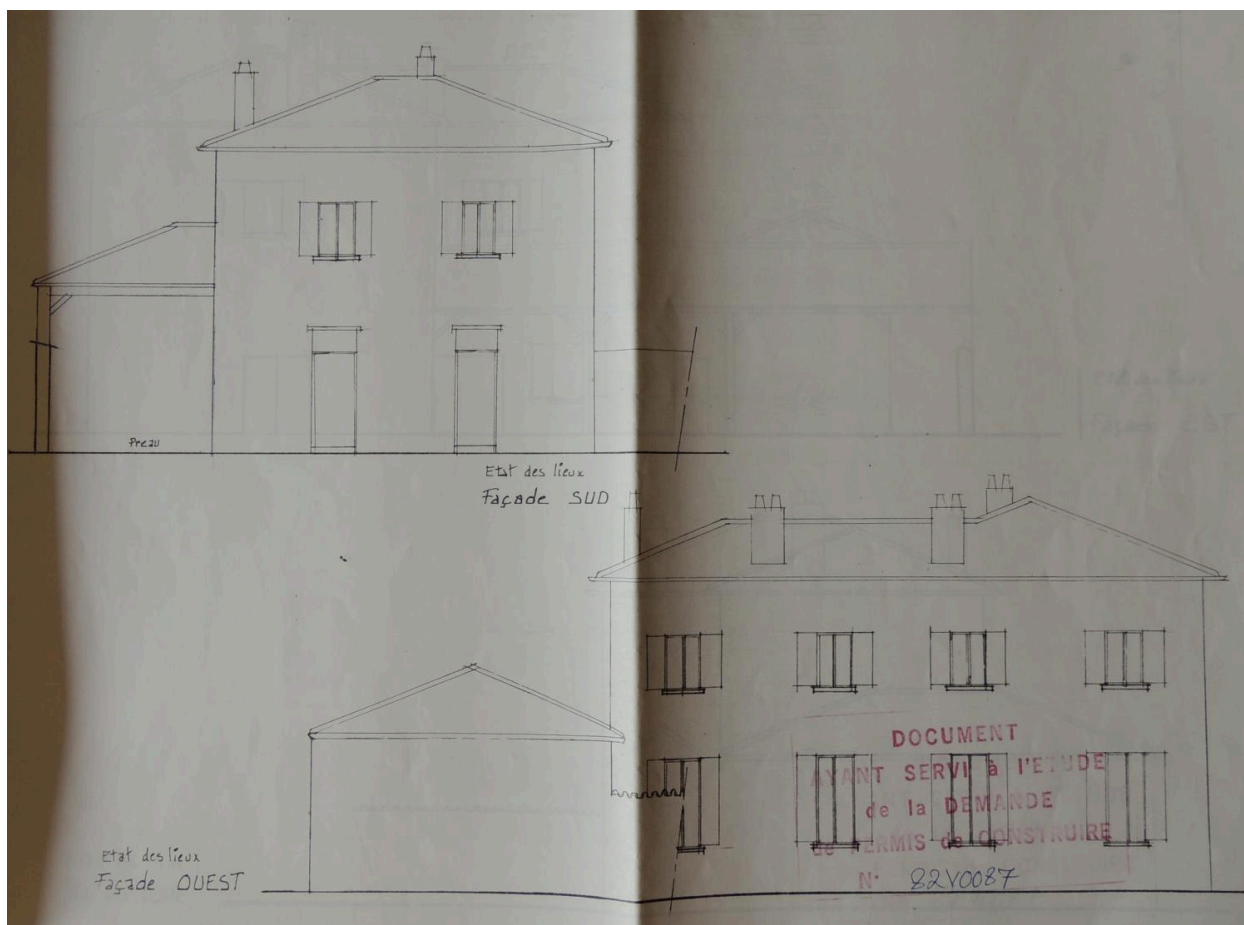 Preau
Etat des lieux
Façade SUD
DOCUMENT
AYANT SERVI à l'ETUDE
de la DEMANDE
de PERMIS de CONSTRUIRE
N° 82V0087
Etat des lieux
Façade OUEST